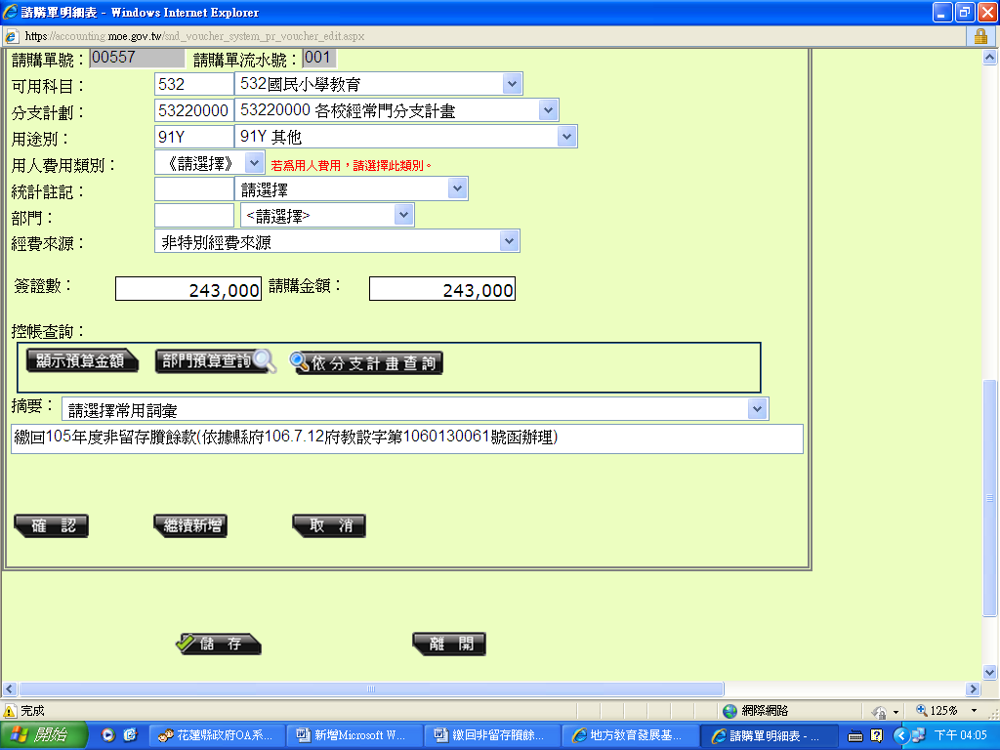 請購單明細表 - Windows Internet Explorer
https://accounting.moe.gov.tw/snd_voucher_system_pr_voucher_edit.aspx
請購單號： 00557 請購單流水號： 001
可用科目： 532 532國民小學教育
分支計劃： 53220000 53220000 各校經常門分支計畫
用途別： 91Y 91Y 其他
用人費用類別： 《請選擇》 若為用人費用，請選擇此類別。
統計註記： 請選擇
部門： <請選擇>
經費來源： 非特別經費來源
簽證數： 243,000 請購金額： 243,000
控帳查詢：
顯示預算金額 部門預算查詢 依分支計畫查詢
摘要： 請選擇常用詞彙
繳回105年度非留存賸餘款(依據縣府106.7.12府教設字第1060130061號函辦理)
確 認 繼續新增 取 消
儲 存 離 開
完成 網際網路 125%
開始 花蓮縣政府OA系... 新增Microsoft W... 繳回非留存賸餘... 地方教育發展基... 請購單明細表 - ... 下午 04:05